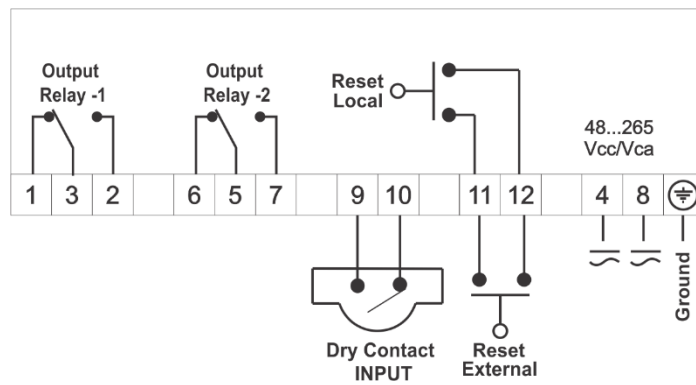 Output
Relay -1
Output
Relay -2
Reset
Local
48...265
Vcc/Vca
1 3 2 6 5 7 9 10 11 12 4 8
Dry Contact
INPUT
Reset
External
Ground